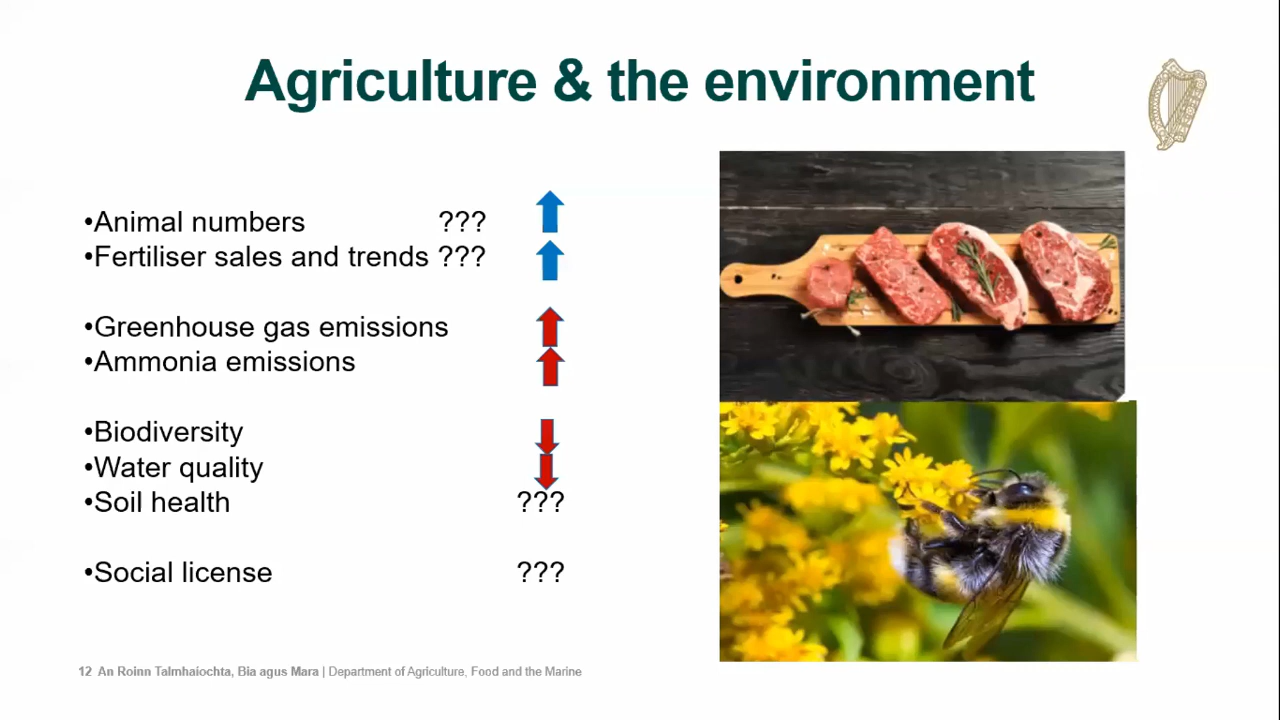 Agriculture & the environment
•Animal numbers ???
•Fertiliser sales and trends ???
•Greenhouse gas emissions
•Ammonia emissions
•Biodiversity
•Water quality
•Soil health ???
•Social license ???
12 An Roinn Talmhaíochta, Bia agus Mara | Department of Agriculture, Food and the Marine